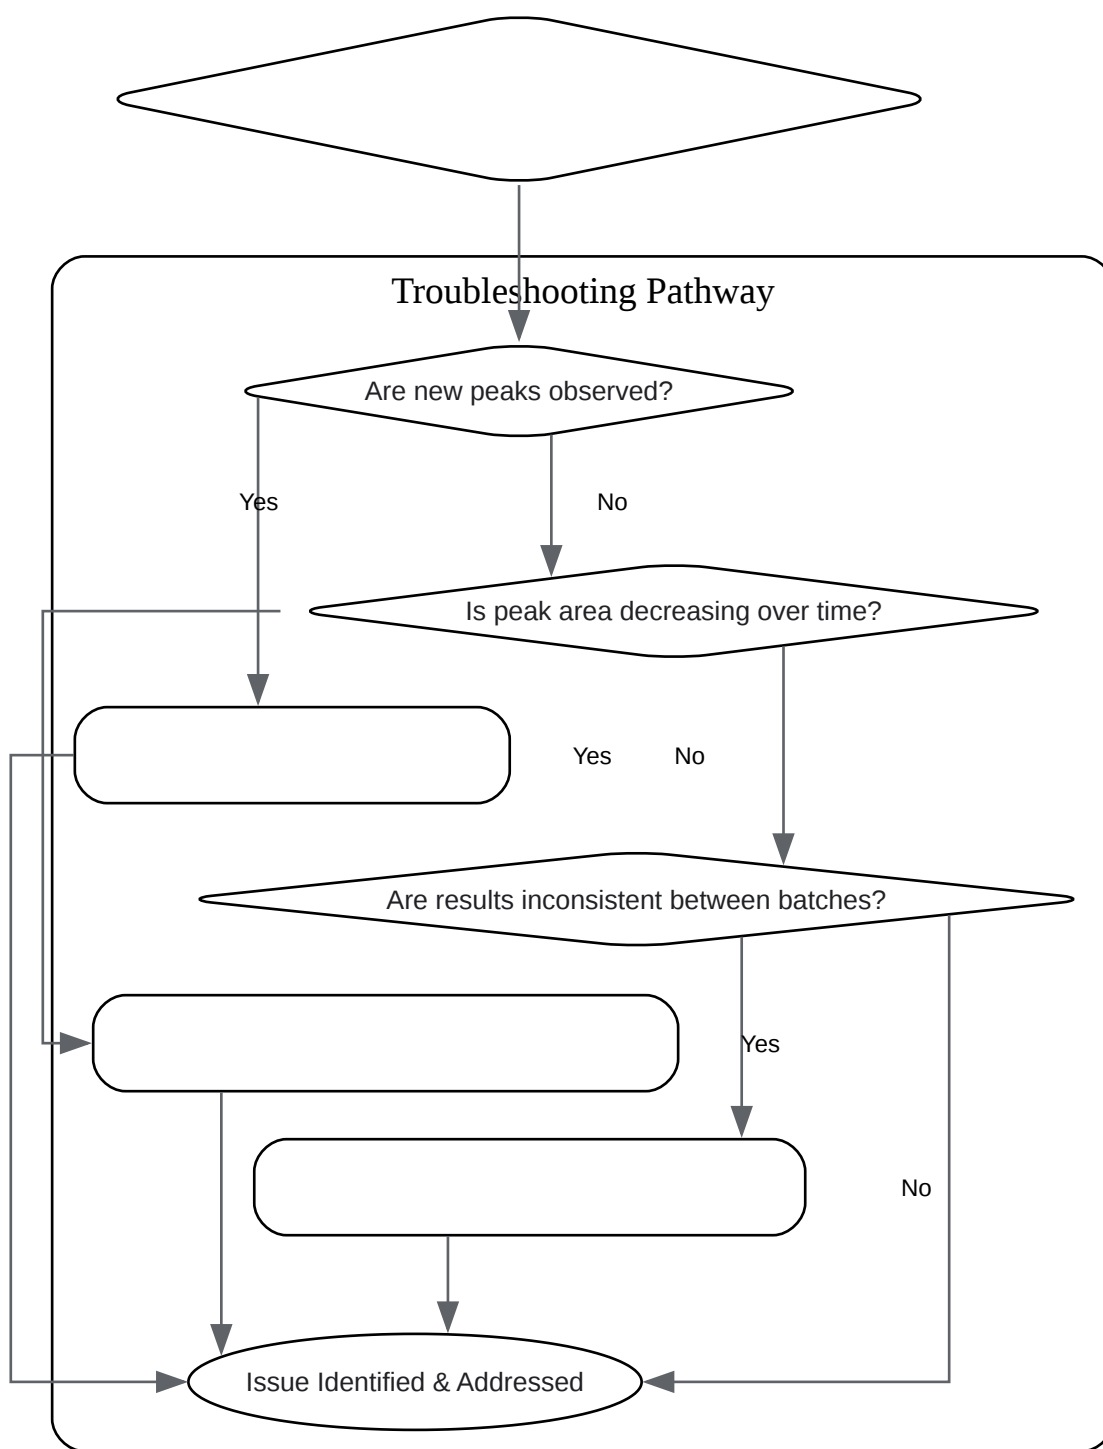 Troubleshooting Pathway
Are new peaks observed?
Yes
No
Is peak area decreasing over time?
Yes
No
Are results inconsistent between batches?
Yes
No
Issue Identified & Addressed